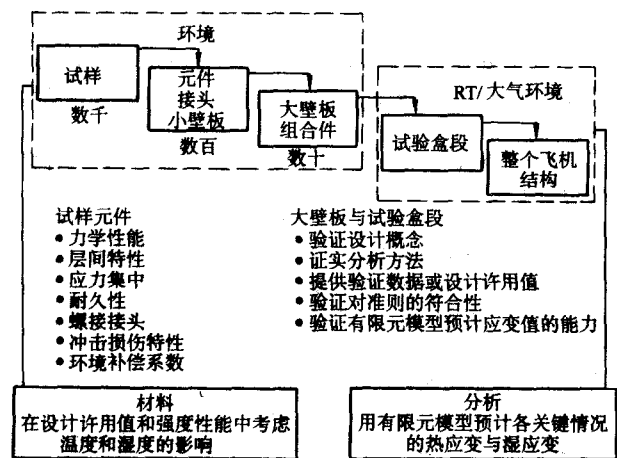 环境
试样
数千
元件
接头
小壁板
数百
大壁板
组合件
数十
RT/大气环境
试验盒段
整个飞机
结构
试样元件
•力学性能
•层间特性
•应力集中
•耐久性
•螺接接头
•冲击损伤特性
•环境补偿系数
大壁板与试验盒段
•验证设计概念
•证实分析方法
•提供验证数据或设计许用值
•验证对准则的符合性
•验证有限元模型预计应变值的能力
材料
在设计许用值和强度性能中考虑
温度和湿度的影响
分析
用有限元模型预计各关键情况
的热应变与湿应变